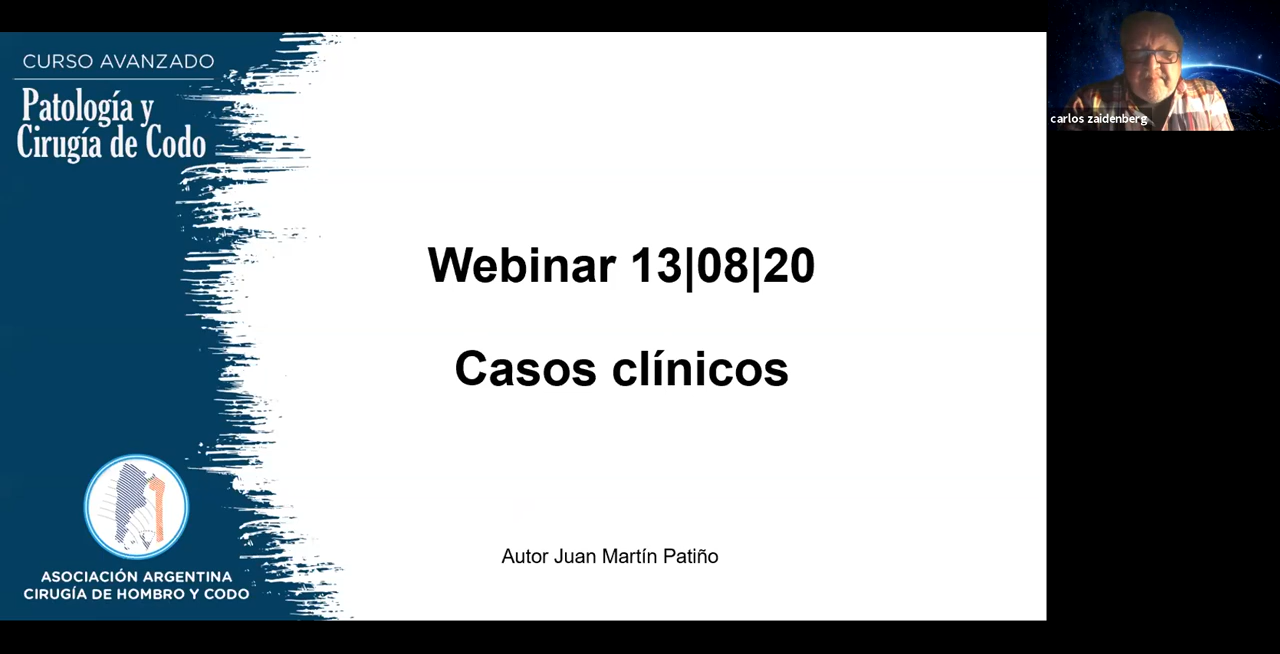 CURSO AVANZADO
Patología y
Cirugía de Codo
Webinar 13|08|20
Casos clínicos
Autor Juan Martín Patiño
ASOCIACIÓN ARGENTINA
CIRUGÍA DE HOMBRO Y CODO
carlos zaidenberg